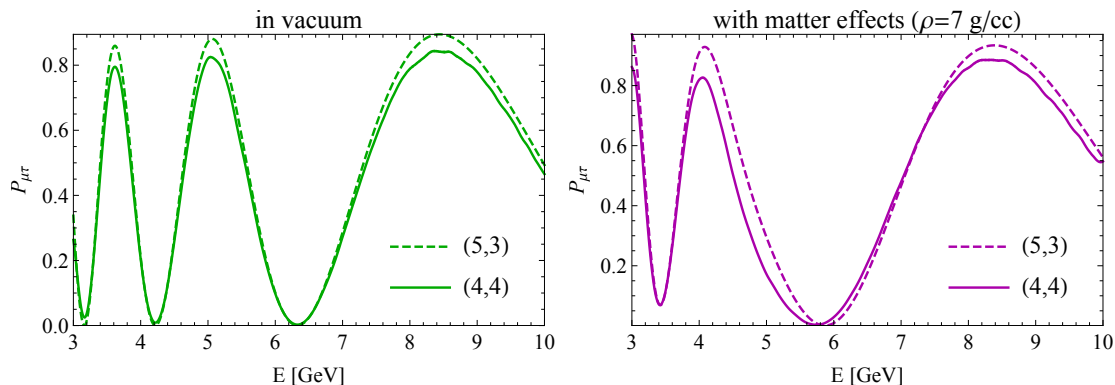 in vacuum
P_μτ
0.8
0.6
0.4
0.2
0.0
(5,3)
(4,4)
3 4 5 6 7 8 9 10
E [GeV]
with matter effects (ρ=7 g/cc)
P_μτ
0.8
0.6
0.4
0.2
(5,3)
(4,4)
3 4 5 6 7 8 9 10
E [GeV]